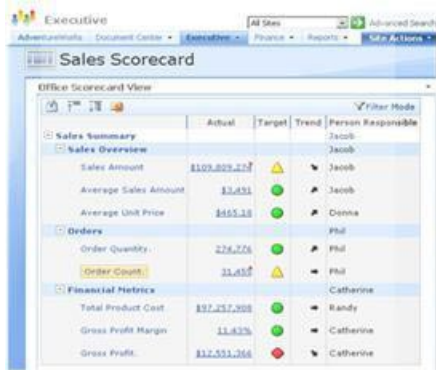 Executive
All Sites
Advanced Search
AdventureWorks Document Center Executive Finance Reports Site Actions
Sales Scorecard
Office Scorecard View
Filter Mode
Actual Target Trend Person Responsible
Sales Summary Jacob
Sales Overview Jacob
Sales Amount $109,809,274 Jacob
Average Sales Amount $3,491 Jacob
Average Unit Price $465.18 Donna
Orders Phil
Order Quantity. 274,776 Phil
Order Count. 31,455 Phil
Financial Metrics Catherine
Total Product Cost $97,257,908 Randy
Gross Profit Margin 11.43% Catherine
Gross Profit. $12,551,366 Catherine